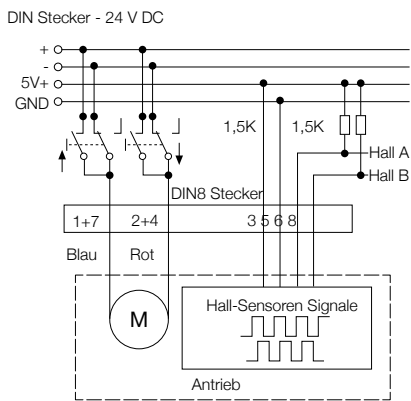 DIN Stecker - 24 V DC
+
-
5V+
GND
1,5K 1,5K
Hall A
Hall B
DIN8 Stecker
1+7 2+4 3 5 6 8
Blau Rot
M
Hall-Sensoren Signale
Antrieb